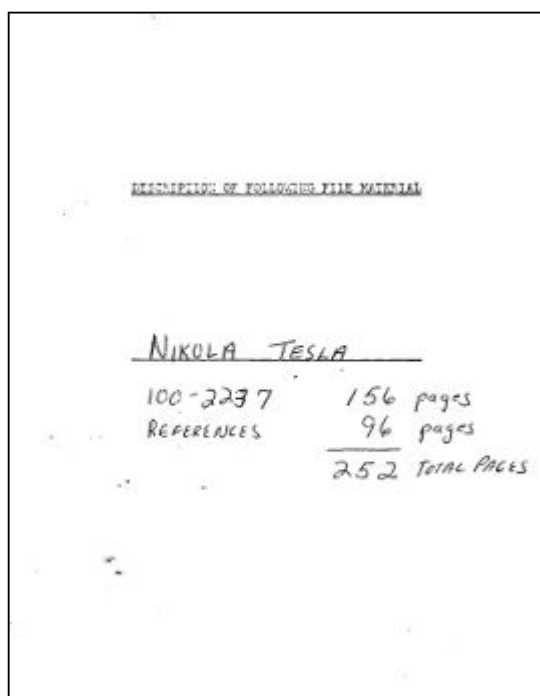 DESCRIPTION OF FOLLOWING FILE MATERIAL
NIKOLA TESLA
100-2237 156 pages
REFERENCES 96 pages
252 TOTAL PAGES